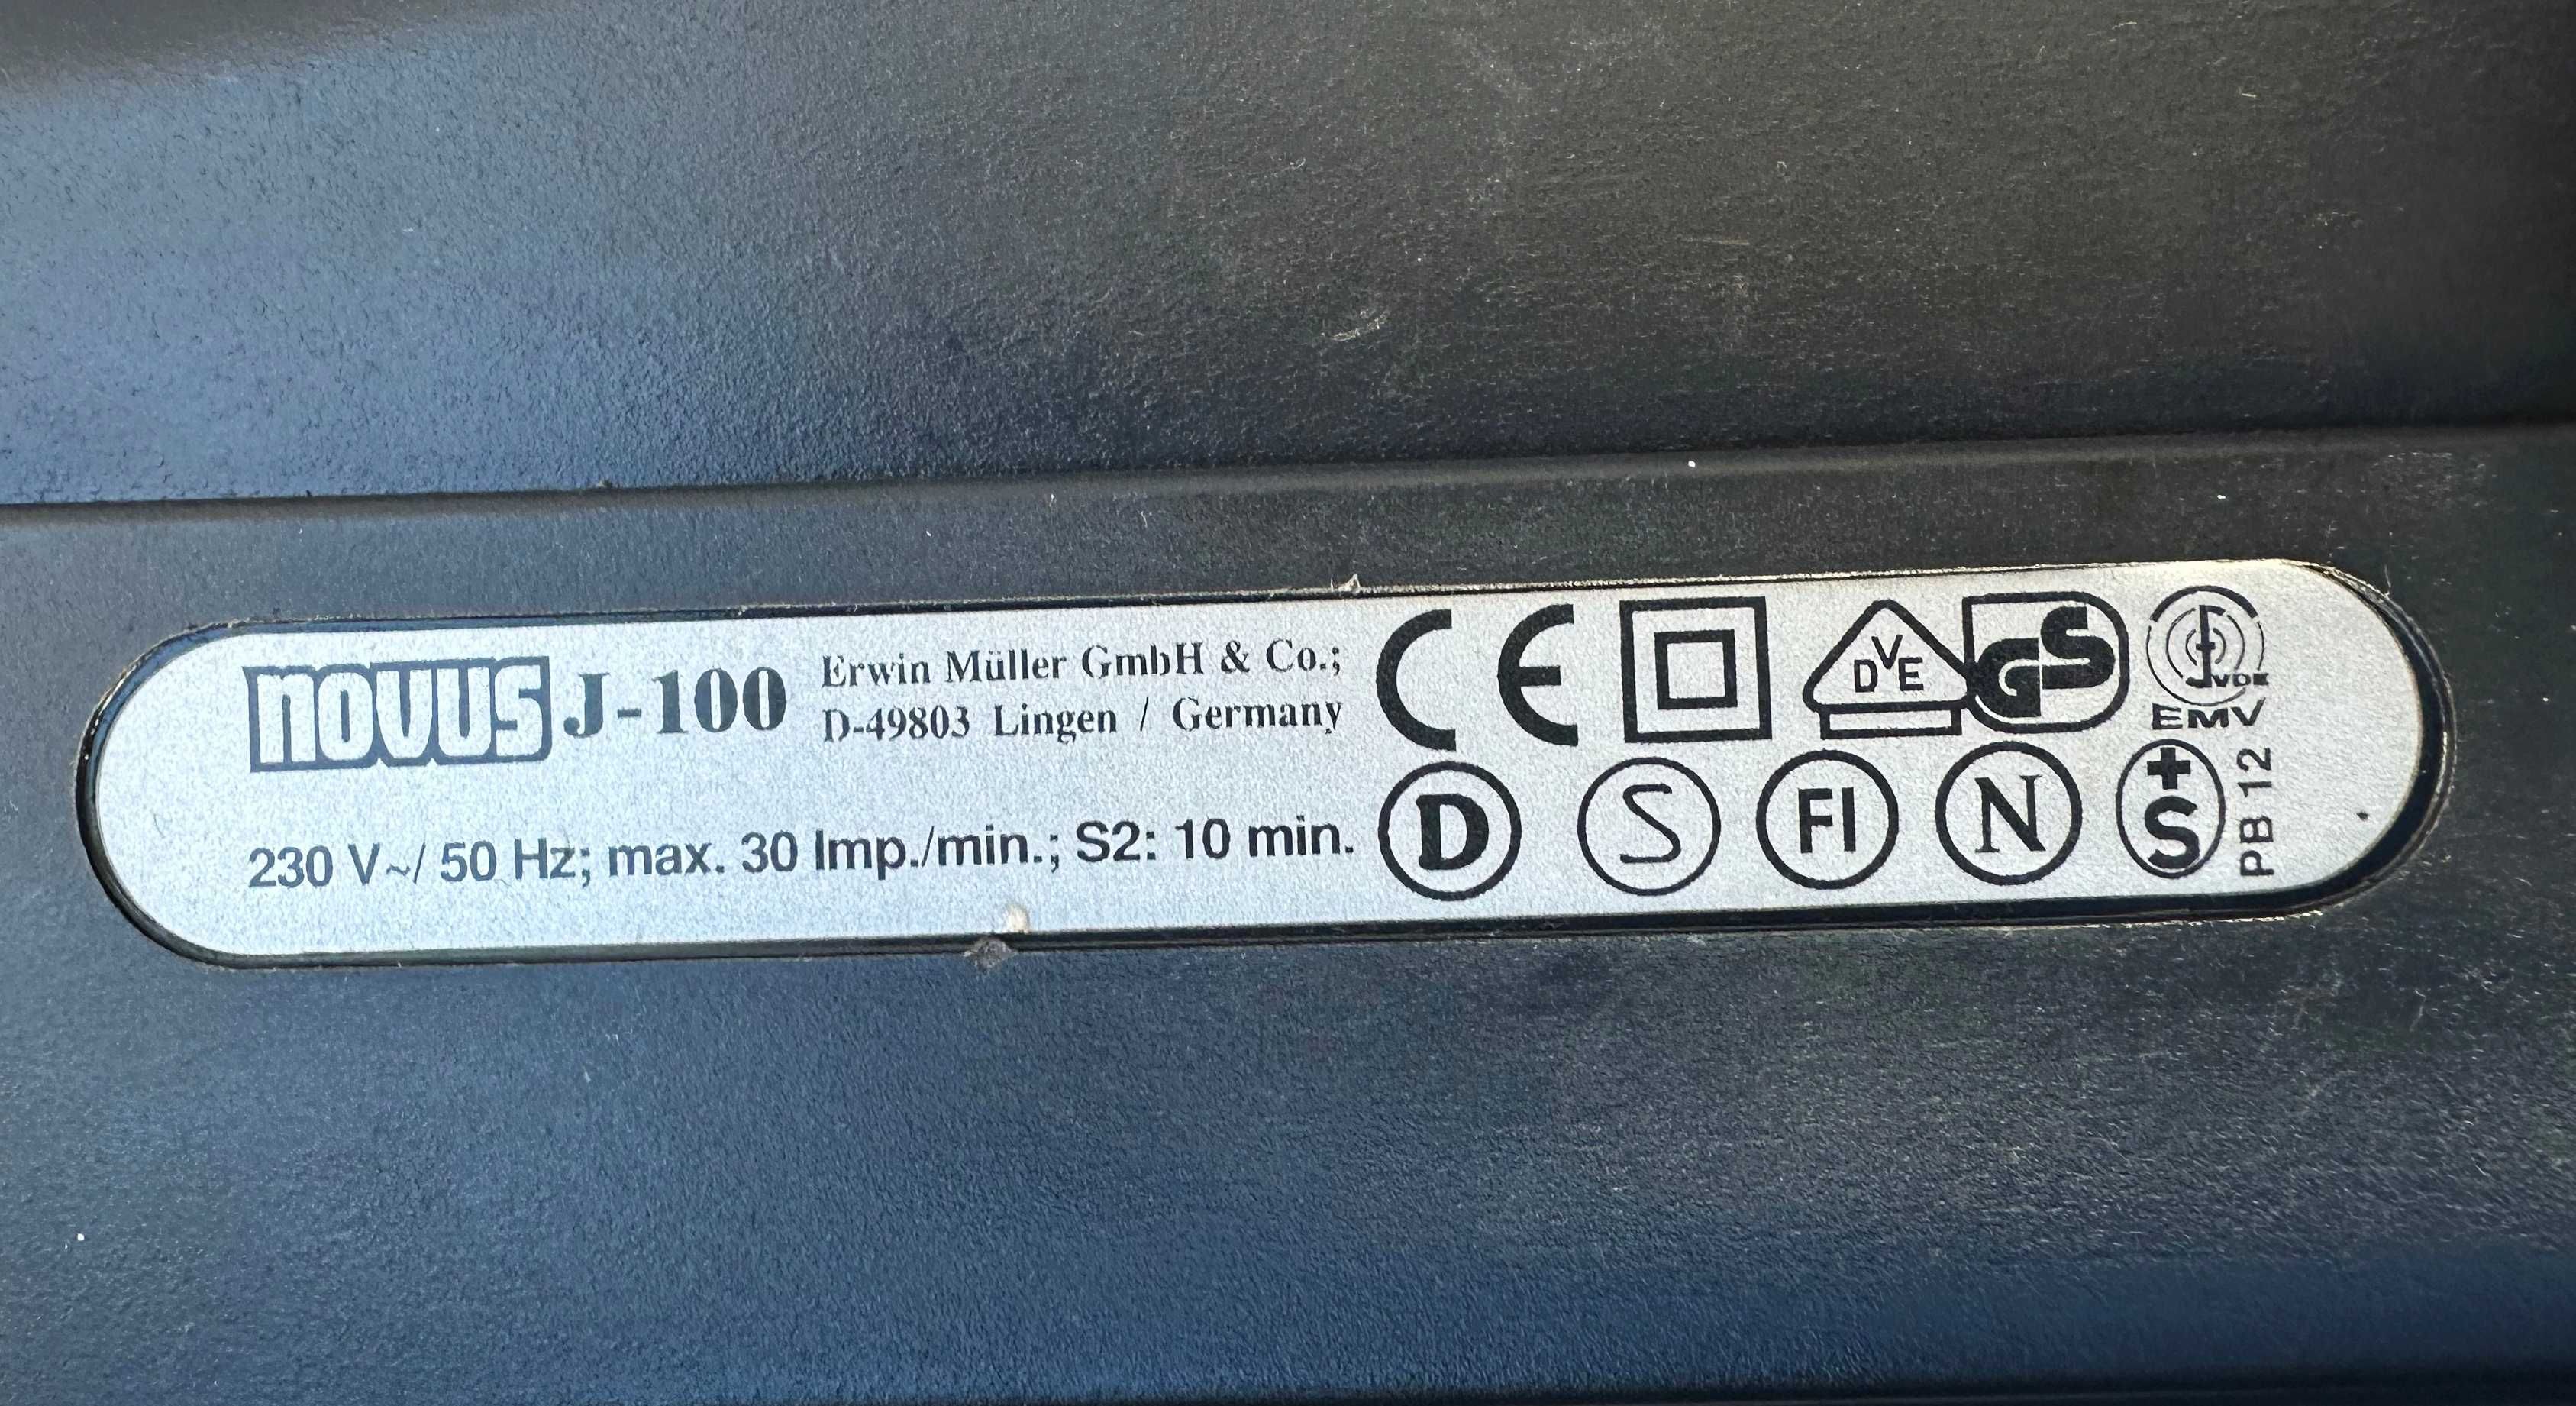 novus J-100 Erwin Müller GmbH & Co.;
D-49803 Lingen / Germany
CE DVE GS VDE EMV
230 V~/ 50 Hz; max. 30 Imp./min.; S2: 10 min.
D S FI N +S PB 12